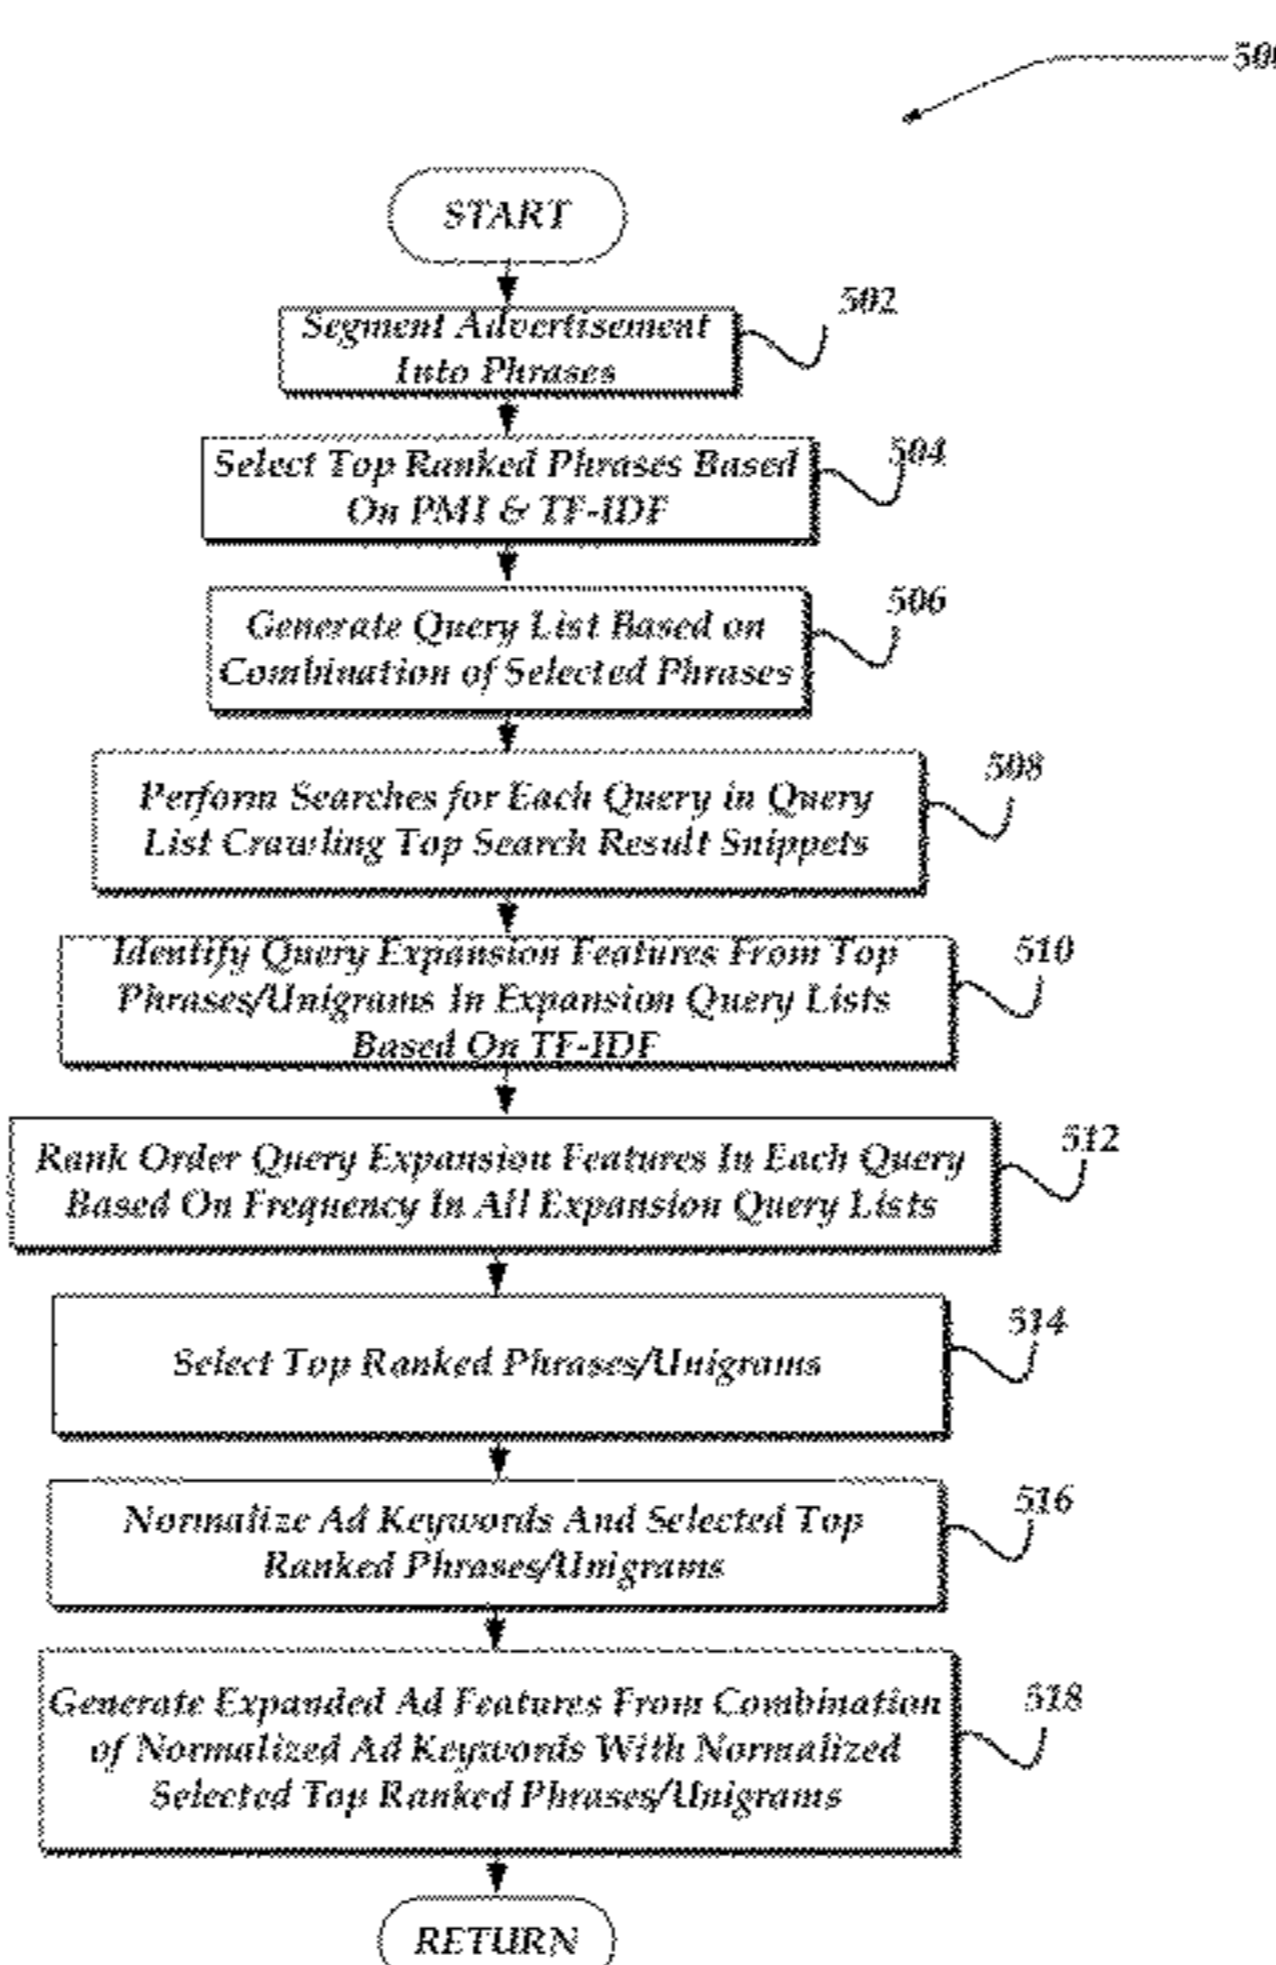 500
START
502
Segment Advertisement
Into Phrases
504
Select Top Ranked Phrases Based
On PMI & TF-IDF
506
Generate Query List Based on
Combination of Selected Phrases
508
Perform Searches for Each Query in Query
List Crawling Top Search Result Snippets
510
Identify Query Expansion Features From Top
Phrases/Unigrams In Expansion Query Lists
Based On TF-IDF
512
Rank Order Query Expansion Features In Each Query
Based On Frequency In All Expansion Query Lists
514
Select Top Ranked Phrases/Unigrams
516
Normalize Ad Keywords And Selected Top
Ranked Phrases/Unigrams
518
Generate Expanded Ad Features From Combination
of Normalized Ad Keywords With Normalized
Selected Top Ranked Phrases/Unigrams
RETURN